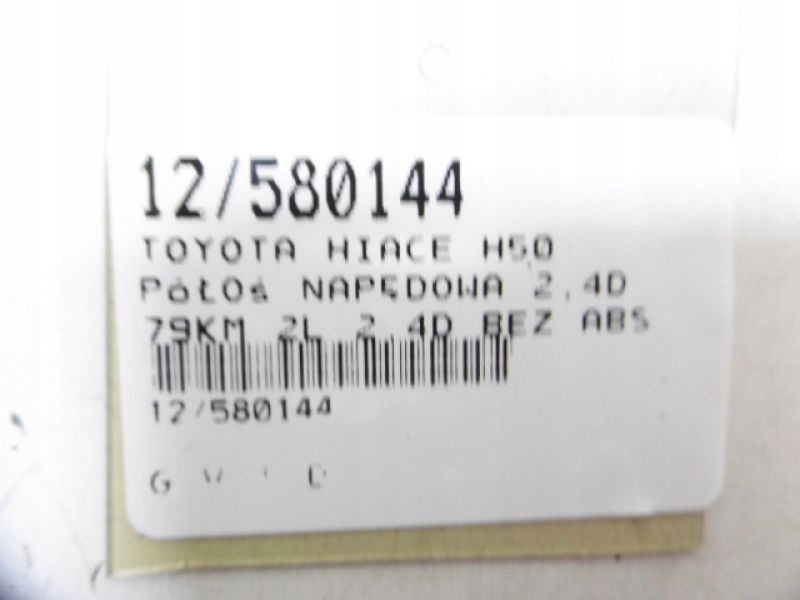 12/580144
TOYOTA HIACE H50
PÓŁOŚ NAPĘDOWA 2.4D
79KM 2L 2.4D BEZ ABS
12/580144
G